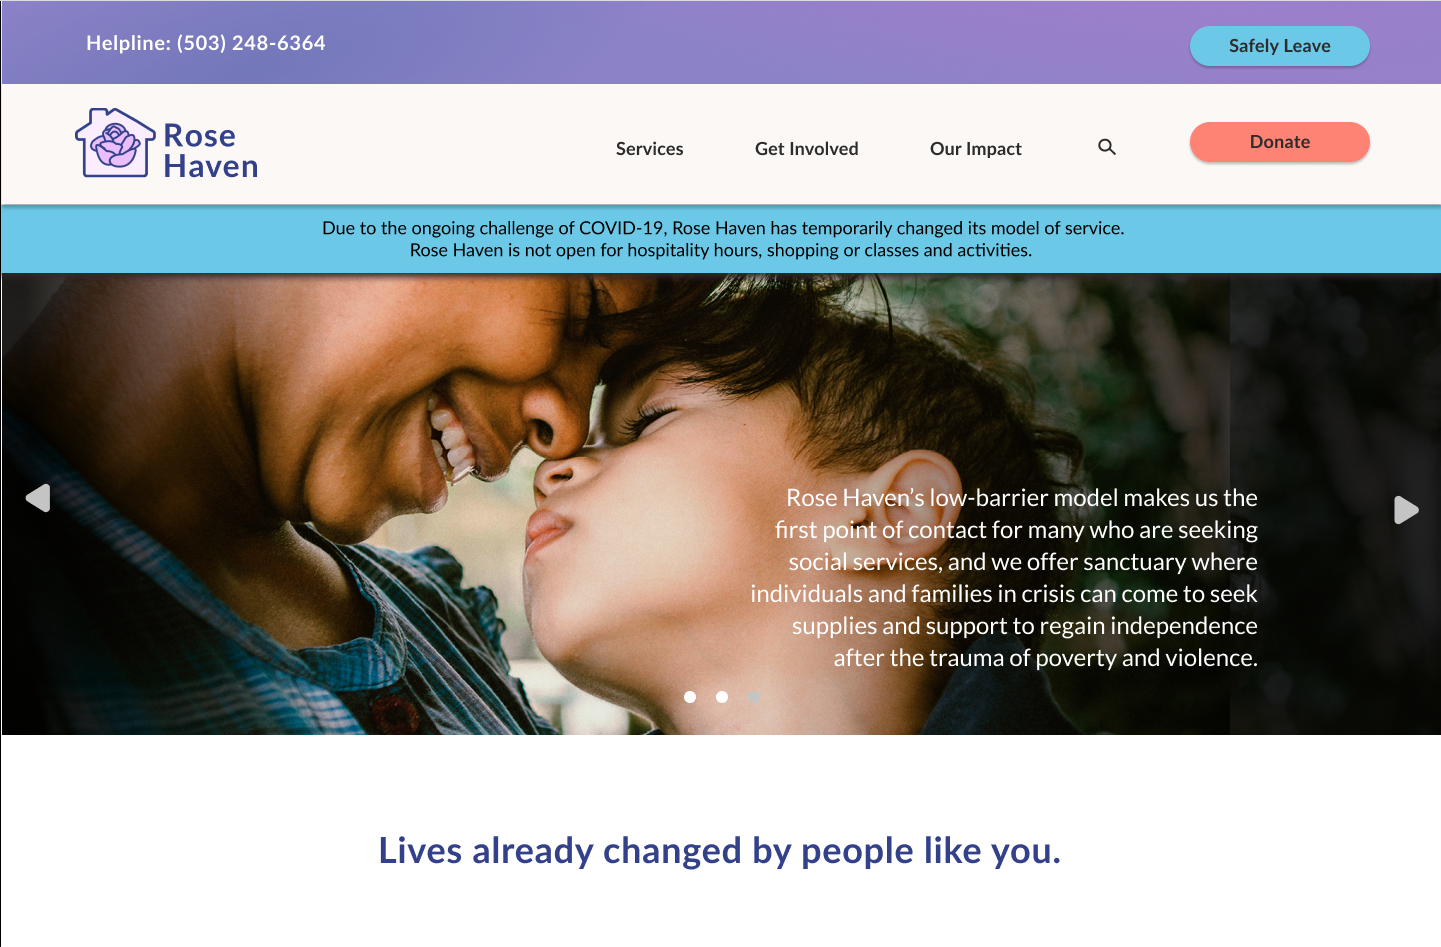 Helpline: (503) 248-6364
Safely Leave
Rose
Haven
Services
Get Involved
Our Impact
Donate
Due to the ongoing challenge of COVID-19, Rose Haven has temporarily changed its model of service.
Rose Haven is not open for hospitality hours, shopping or classes and activities.
Rose Haven’s low-barrier model makes us the
first point of contact for many who are seeking
social services, and we offer sanctuary where
individuals and families in crisis can come to seek
supplies and support to regain independence
after the trauma of poverty and violence.
Lives already changed by people like you.